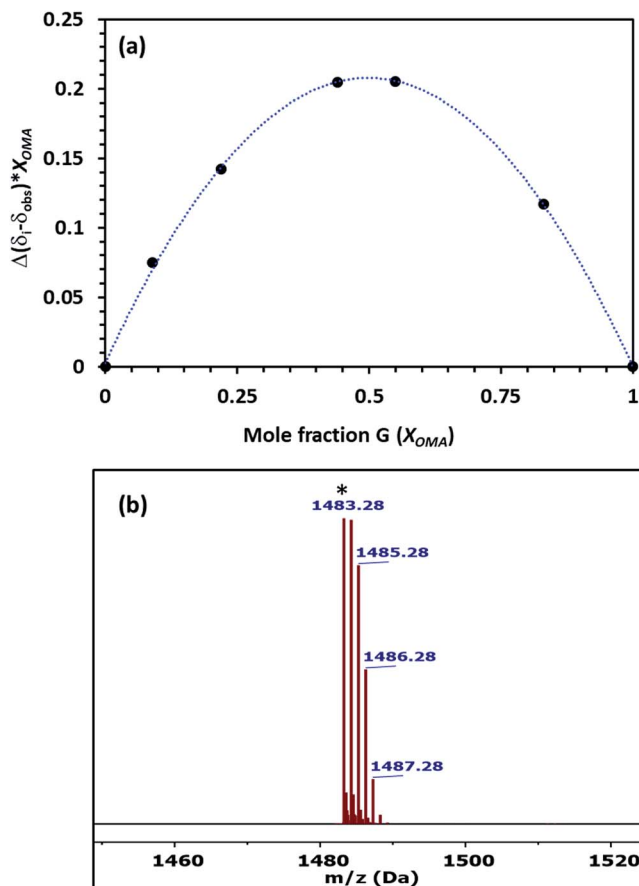 (a)
0.25
0.2
0.15
0.1
0.05
0
Δ(δi-δobs)*XOMA
0 0.25 0.5 0.75 1
Mole fraction G (XOMA)
(b)
*
1483.28
1485.28
1486.28
1487.28
1460 1480 1500 1520
m/z (Da)